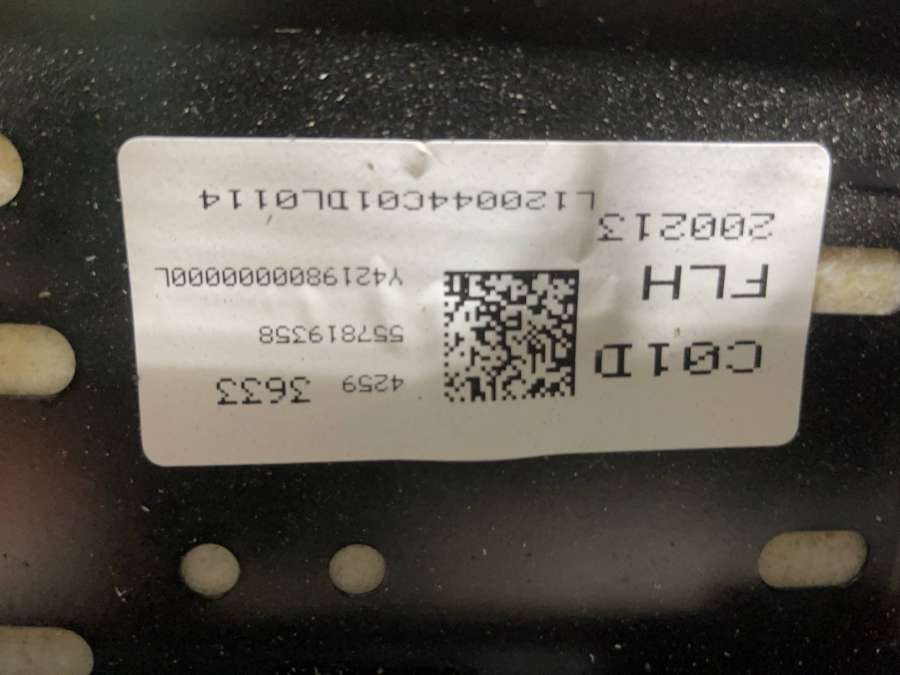 C01D
4259 3633
557819358
FLH
Y4219800000000L
200213
L120044C01DL0114